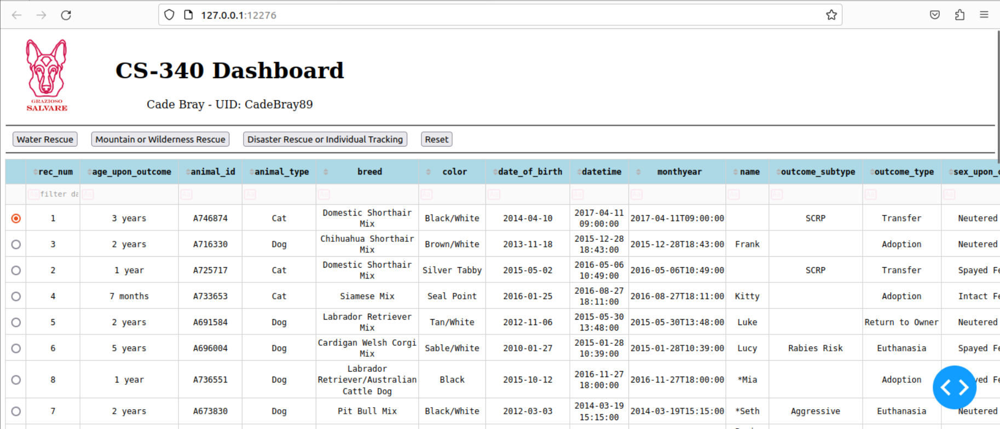 127.0.0.1:12276
GRAZIOSO
SALVARE
CS-340 Dashboard
Cade Bray - UID: CadeBray89
Water Rescue Mountain or Wilderness Rescue Disaster Rescue or Individual Tracking Reset
rec_num age_upon_outcome animal_id animal_type breed color date_of_birth datetime monthyear name outcome_subtype outcome_type sex_upon_
Aa filter da Aa Aa Aa Aa Aa Aa Aa Aa Aa Aa Aa Aa
1 3 years A746874 Cat Domestic Shorthair Mix Black/White 2014-04-10 2017-04-11 09:00:00 2017-04-11T09:00:00 SCRP Transfer Neutered
3 2 years A716330 Dog Chihuahua Shorthair Mix Brown/White 2013-11-18 2015-12-28 18:43:00 2015-12-28T18:43:00 Frank Adoption Neutered
2 1 year A725717 Cat Domestic Shorthair Mix Silver Tabby 2015-05-02 2016-05-06 10:49:00 2016-05-06T10:49:00 SCRP Transfer Spayed Fe
4 7 months A733653 Cat Siamese Mix Seal Point 2016-01-25 2016-08-27 18:11:00 2016-08-27T18:11:00 Kitty Adoption Intact Fe
5 2 years A691584 Dog Labrador Retriever Mix Tan/White 2012-11-06 2015-05-30 13:48:00 2015-05-30T13:48:00 Luke Return to Owner Neutered
6 5 years A696004 Dog Cardigan Welsh Corgi Mix Sable/White 2010-01-27 2015-01-28 10:39:00 2015-01-28T10:39:00 Lucy Rabies Risk Euthanasia Spayed Fe
8 1 year A736551 Dog Labrador Retriever/Australian Cattle Dog Black 2015-10-12 2016-11-27 18:00:00 2016-11-27T18:00:00 *Mia Adoption yed Fe
7 2 years A673830 Dog Pit Bull Mix Black/White 2012-03-03 2014-03-19 15:15:00 2014-03-19T15:15:00 *Seth Aggressive Euthanasia Neutered